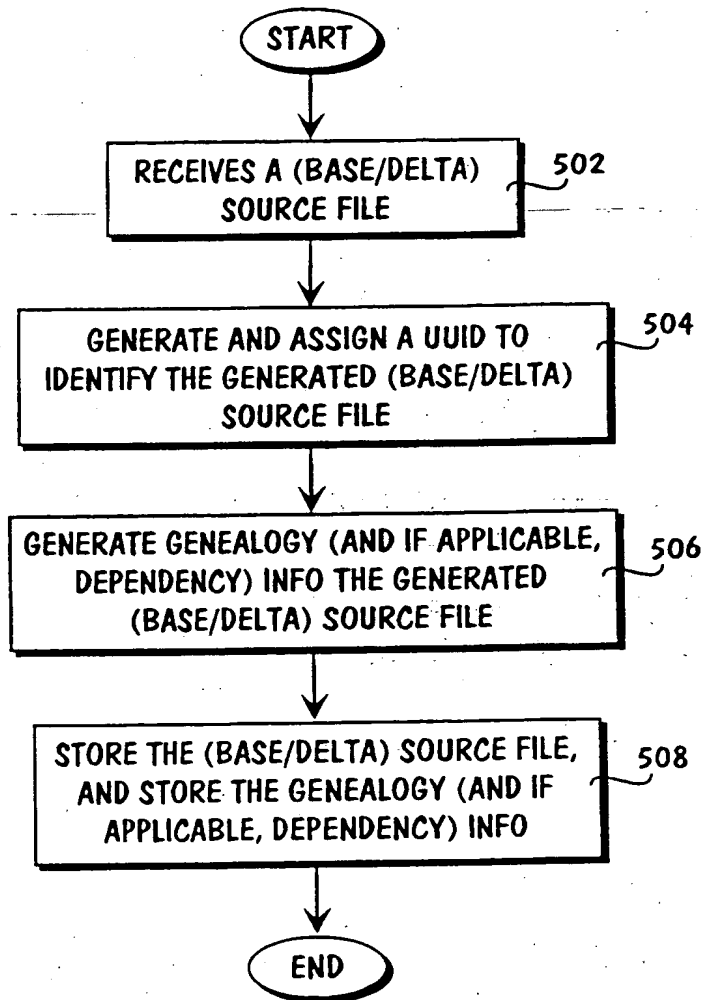 START
RECEIVES A (BASE/DELTA)
SOURCE FILE
502
GENERATE AND ASSIGN A UUID TO
IDENTIFY THE GENERATED (BASE/DELTA)
SOURCE FILE
504
GENERATE GENEALOGY (AND IF APPLICABLE,
DEPENDENCY) INFO THE GENERATED
(BASE/DELTA) SOURCE FILE
506
STORE THE (BASE/DELTA) SOURCE FILE,
AND STORE THE GENEALOGY (AND IF
APPLICABLE, DEPENDENCY) INFO
508
END